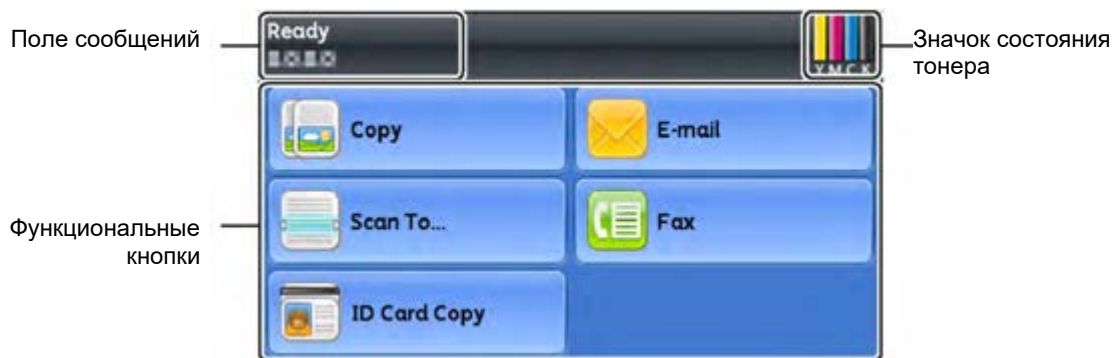 Поле сообщений
Ready
Y M C K
Значок состояния
тонера
Copy
E-mail
Функциональные
кнопки
Scan To...
Fax
ID Card Copy